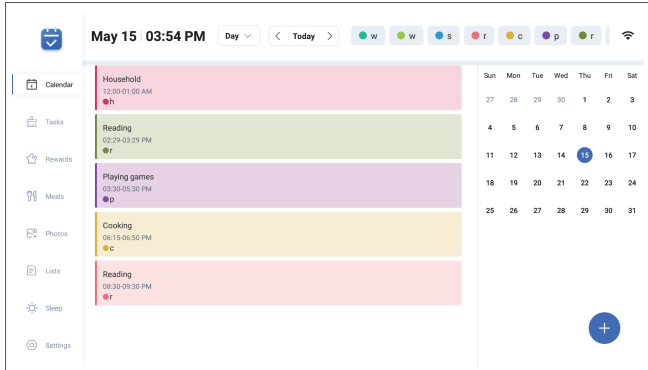 May 15 03:54 PM
Day
Today
w
w
s
r
c
p
r
Calendar
Tasks
Rewards
Meals
Photos
Lists
Sleep
Settings
Household
12:00-01:00 AM
h
Reading
02:29-03:29 PM
r
Playing games
03:30-05:30 PM
p
Cooking
06:15-06:50 PM
c
Reading
08:30-09:30 PM
r
Sun Mon Tue Wed Thu Fri Sat
27 28 29 30 1 2 3
4 5 6 7 8 9 10
11 12 13 14 15 16 17
18 19 20 21 22 23 24
25 26 27 28 29 30 31